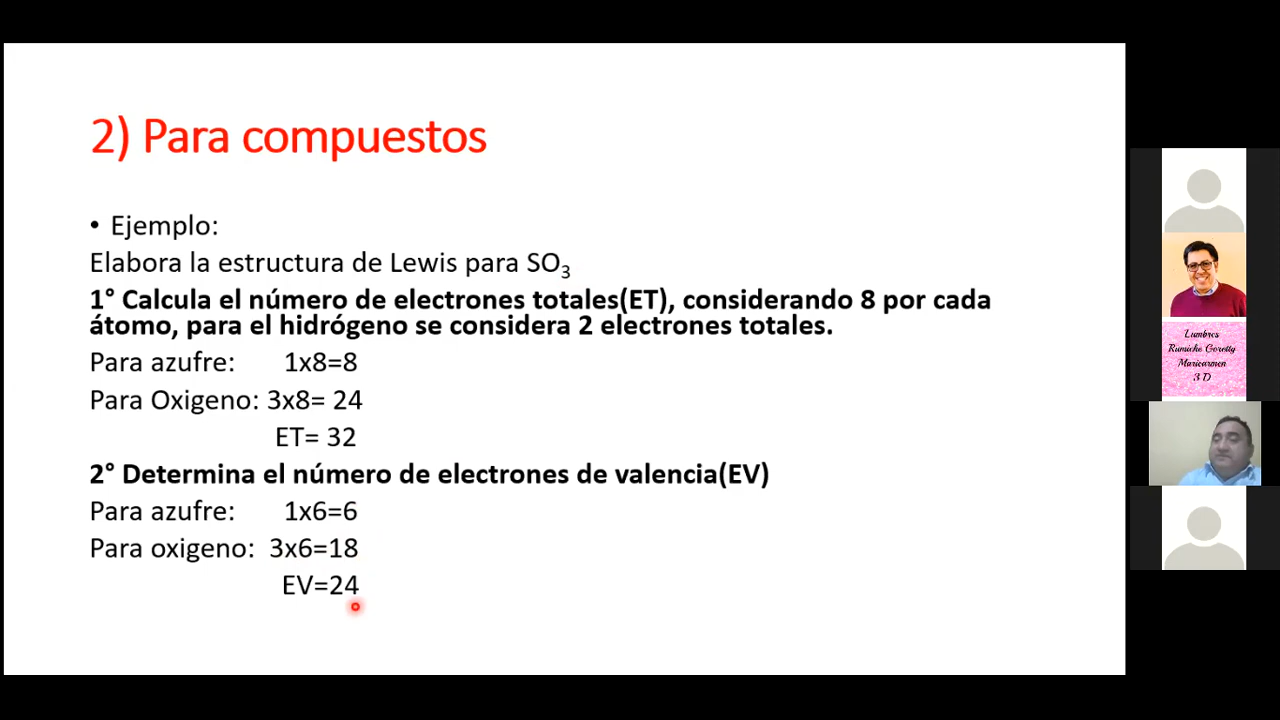 2) Para compuestos
• Ejemplo:
Elabora la estructura de Lewis para SO₃
1° Calcula el número de electrones totales(ET), considerando 8 por cada
átomo, para el hidrógeno se considera 2 electrones totales.
Para azufre: 1x8=8
Para Oxigeno: 3x8= 24
ET= 32
2° Determina el número de electrones de valencia(EV)
Para azufre: 1x6=6
Para oxigeno: 3x6=18
EV=24
Lumbres
Rumiche Goretty
Maricarmen
3 D